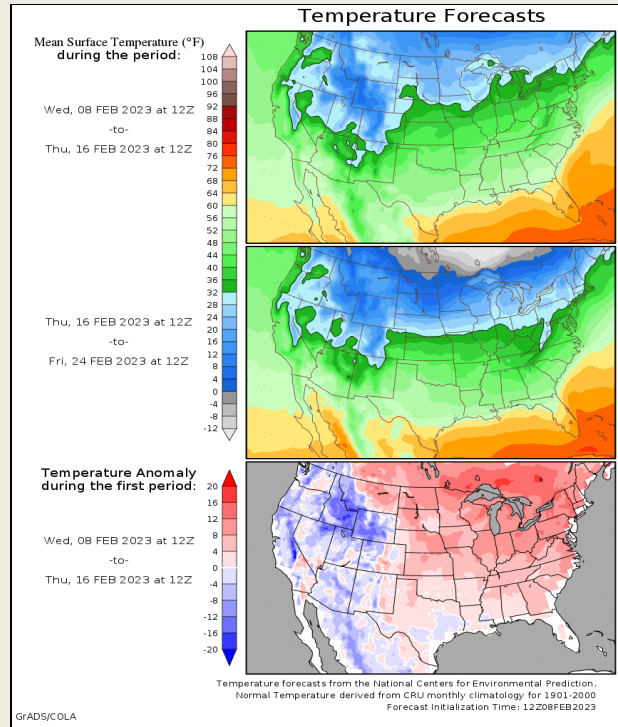 Temperature Forecasts
Mean Surface Temperature (°F)
during the period:
Wed, 08 FEB 2023 at 12Z
-to-
Thu, 16 FEB 2023 at 12Z
108
104
100
96
92
88
84
80
76
72
68
64
60
56
52
48
44
40
36
32
28
24
20
16
12
8
4
0
-4
-8
-12
Thu, 16 FEB 2023 at 12Z
-to-
Fri, 24 FEB 2023 at 12Z
Temperature Anomaly
during the first period:
Wed, 08 FEB 2023 at 12Z
-to-
Thu, 16 FEB 2023 at 12Z
20
16
12
8
4
0
-4
-8
-12
-16
-20
Temperature forecasts from the National Centers for Environmental Prediction.
Normal Temperature derived from CRU monthly climatology for 1901-2000
Forecast Initialization Time: 12Z08FEB2023
GrADS/COLA